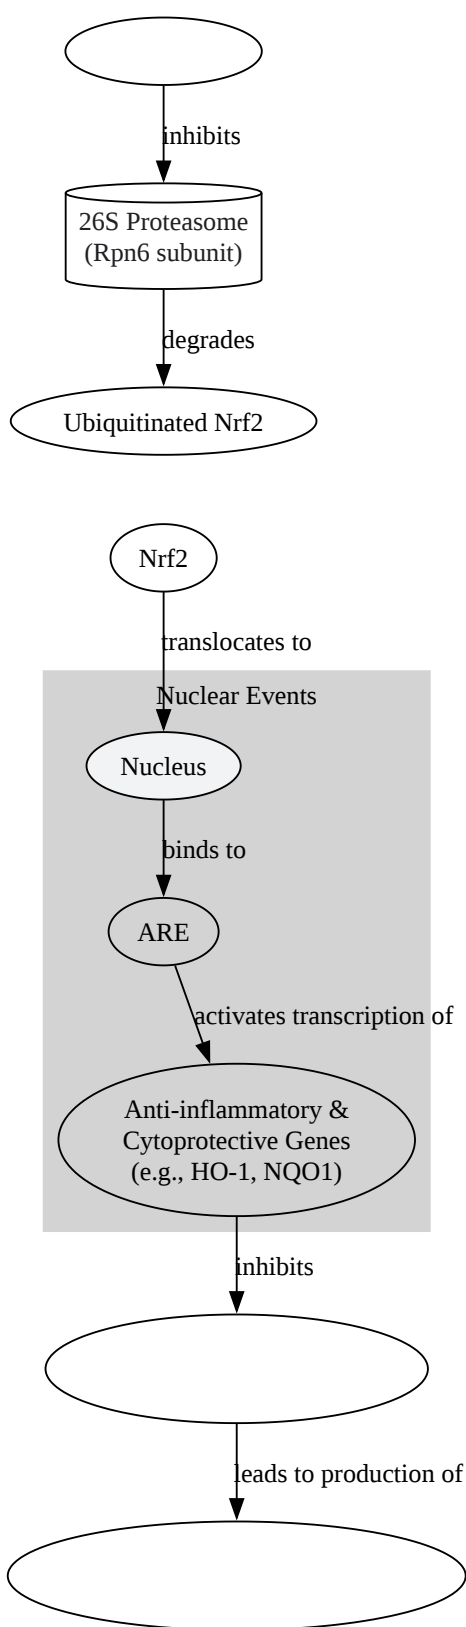 inhibits
26S Proteasome
(Rpn6 subunit)
degrades
Ubiquitinated Nrf2
Nrf2
translocates to
Nuclear Events
Nucleus
binds to
ARE
activates transcription of
Anti-inflammatory &
Cytoprotective Genes
(e.g., HO-1, NQO1)
inhibits
leads to production of